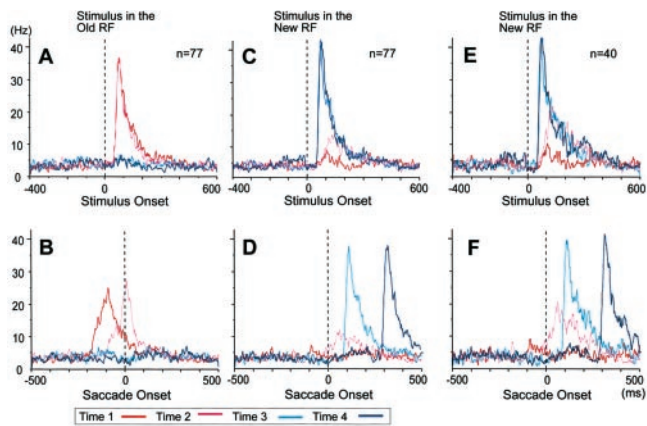 Stimulus in the
Old RF
Stimulus in the
New RF
Stimulus in the
New RF
(Hz)
40
30
20
10
0
A
n=77
C
n=77
E
n=40
-400 0 600
-400 0 600
-400 0 600
Stimulus Onset
Stimulus Onset
Stimulus Onset
40
30
20
10
0
B
D
F
-500 0 500
-500 0 500
-500 0 500
(ms)
Saccade Onset
Saccade Onset
Saccade Onset
Time 1 Time 2 Time 3 Time 4